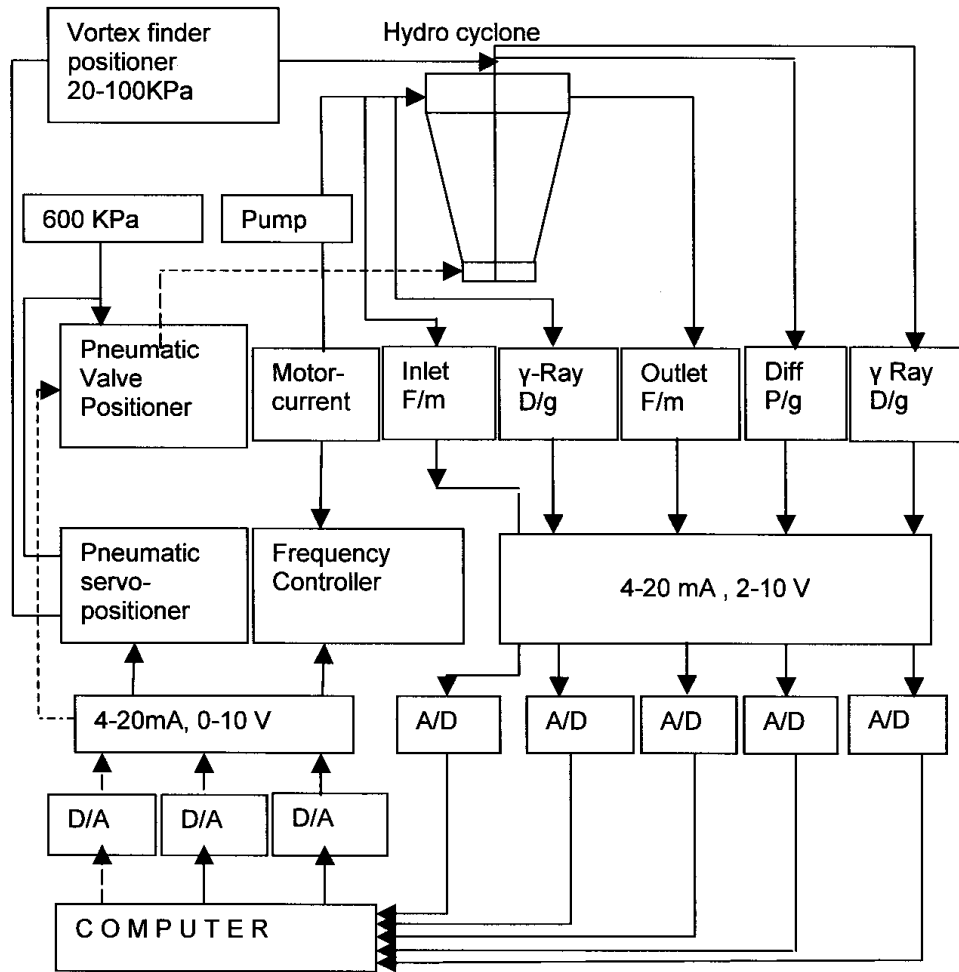 Vortex finder
positioner
20-100KPa
Hydro cyclone
600 KPa
Pump
Pneumatic
Valve
Positioner
Motor-
current
Inlet
F/m
γ-Ray
D/g
Outlet
F/m
Diff
P/g
γ Ray
D/g
Pneumatic
servo-
positioner
Frequency
Controller
4-20 mA , 2-10 V
4-20mA, 0-10 V
A/D
A/D
A/D
A/D
A/D
D/A
D/A
D/A
C O M P U T E R